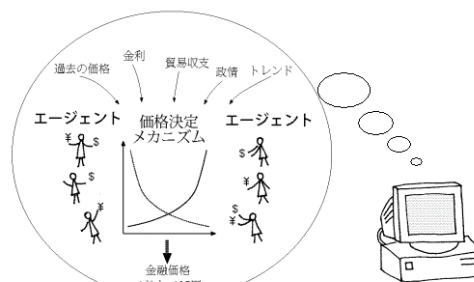 金利
貿易収支
過去の価格
政情
トレンド
エージェント
価格決定
メカニズム
エージェント
¥
$
$
¥
$
¥
$
¥
金融価格